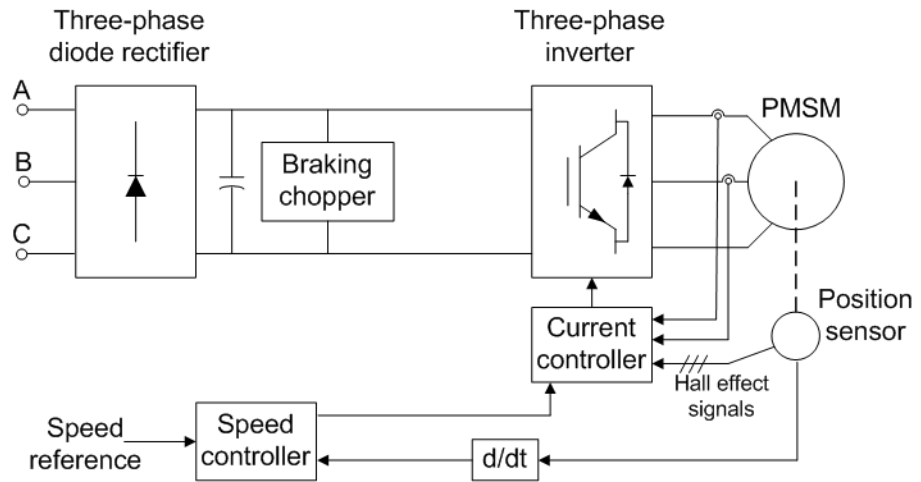 Three-phase
diode rectifier
Three-phase
inverter
PMSM
A
B
C
Braking
chopper
Position
sensor
Current
controller
Hall effect
signals
Speed
reference
Speed
controller
d/dt